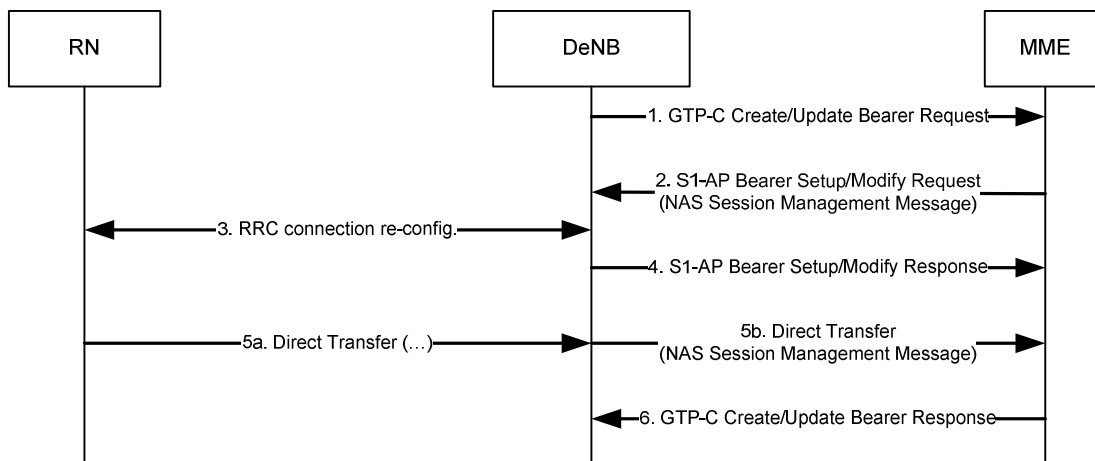 RN
DeNB
MME
1. GTP-C Create/Update Bearer Request
2. S1-AP Bearer Setup/Modify Request
(NAS Session Management Message)
3. RRC connection re-config.
4. S1-AP Bearer Setup/Modify Response
5a. Direct Transfer (…)
5b. Direct Transfer
(NAS Session Management Message)
6. GTP-C Create/Update Bearer Response